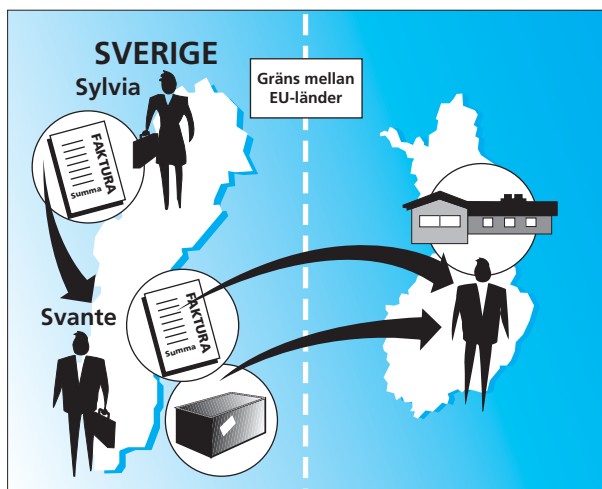 SVERIGE
Sylvia
Gräns mellan
EU-länder
FAKTURA
Summa
Svante
FAKTURA
Summa